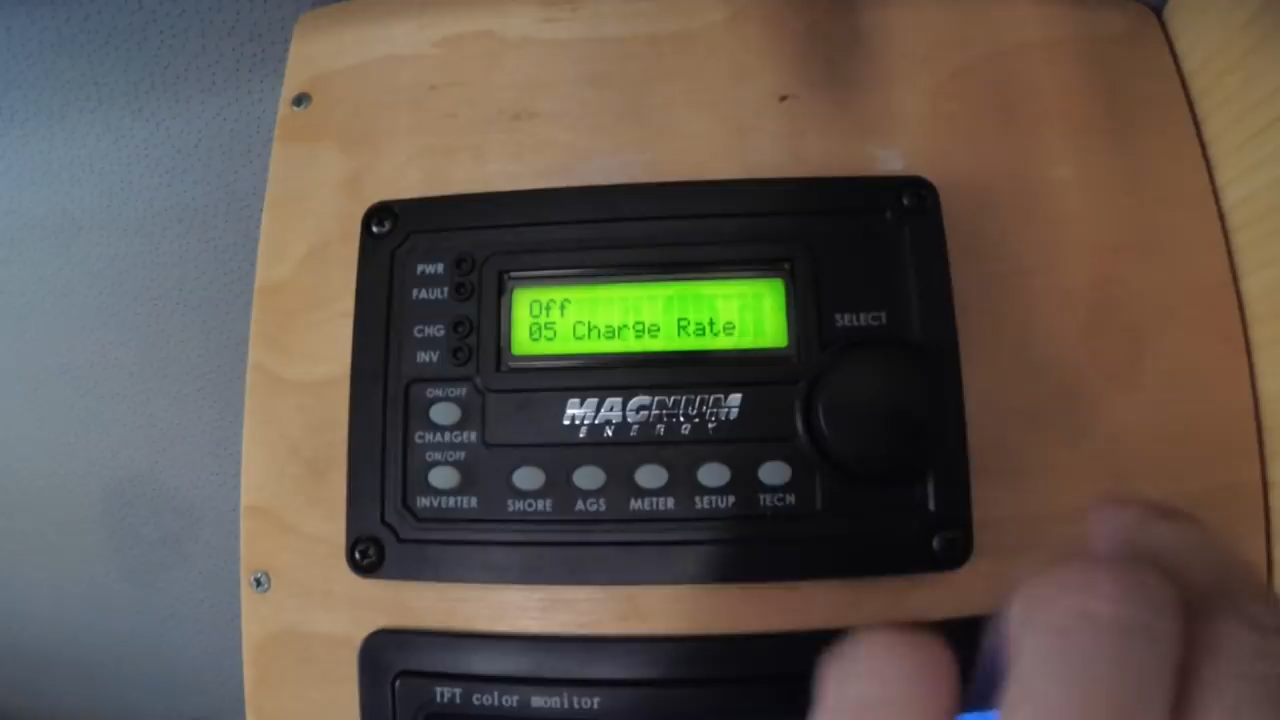 PWR
FAULT
CHG
INV
Off
05 Charge Rate
SELECT
MAGNUM
ENERGY
ON/OFF
CHARGER
ON/OFF
INVERTER
SHORE
AGS
METER
SETUP
TECH
TFT color monitor